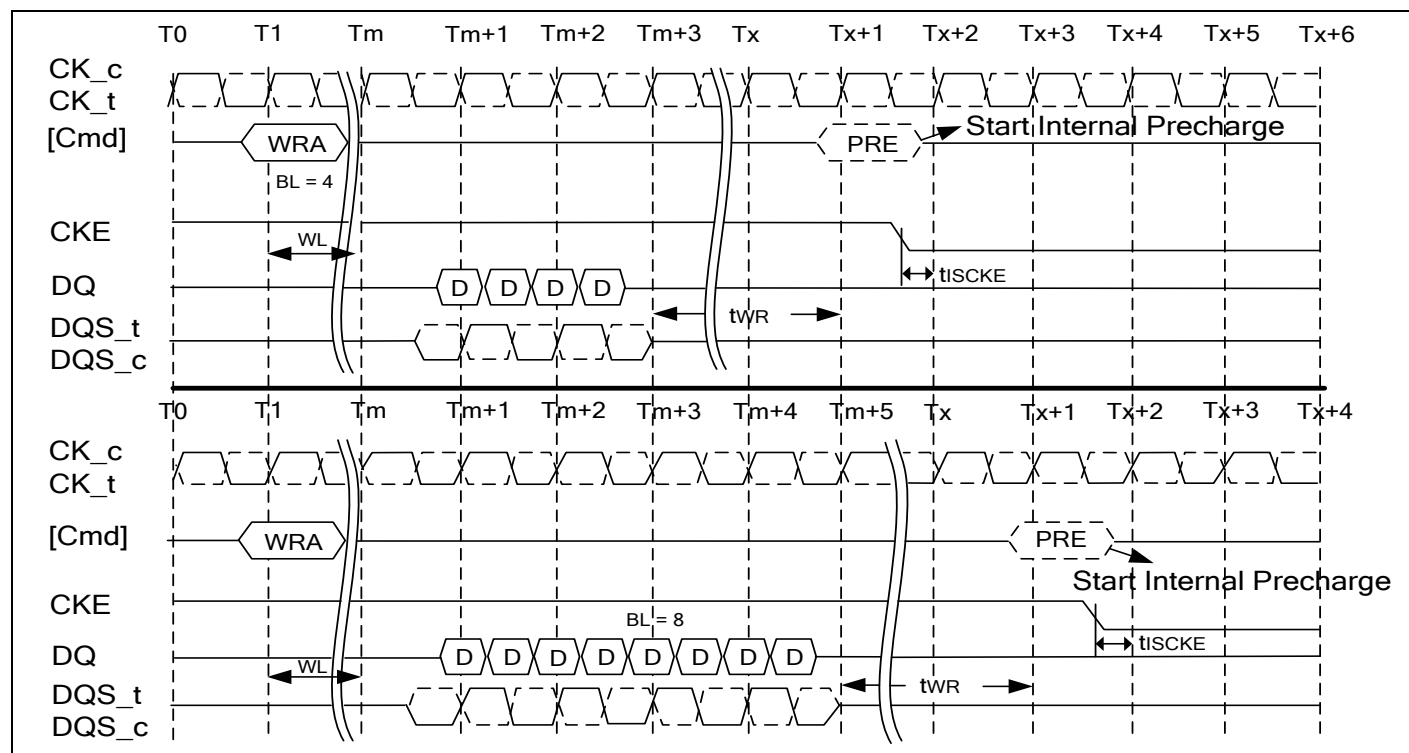 T0 T1 Tm Tm+1 Tm+2 Tm+3 Tx Tx+1 Tx+2 Tx+3 Tx+4 Tx+5 Tx+6
CK_c
CK_t
[Cmd] WRA PRE Start Internal Precharge
BL = 4
CKE
WL
tISCKE
DQ D D D D
tWR
DQS_t
DQS_c
T0 T1 Tm Tm+1 Tm+2 Tm+3 Tm+4 Tm+5 Tx Tx+1 Tx+2 Tx+3 Tx+4
CK_c
CK_t
[Cmd] WRA PRE
Start Internal Precharge
CKE
BL = 8
tISCKE
DQ D D D D D D D D
WL
tWR
DQS_t
DQS_c